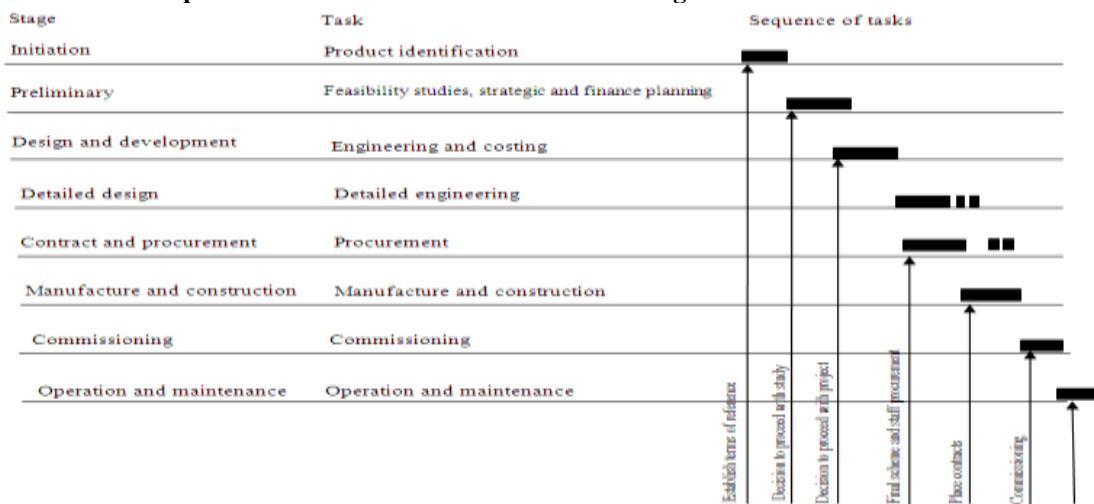 Stage Task Sequence of tasks
Initiation Product identification
Preliminary Feasibility studies, strategic and finance planning
Design and development Engineering and costing
Detailed design Detailed engineering
Contract and procurement Procurement
Manufacture and construction Manufacture and construction
Commissioning Commissioning
Operation and maintenance Operation and maintenance
Establish terms of reference
Decision to proceed with study
Decision to proceed with project
Final scheme and staff procurement
Place contracts
Commissioning